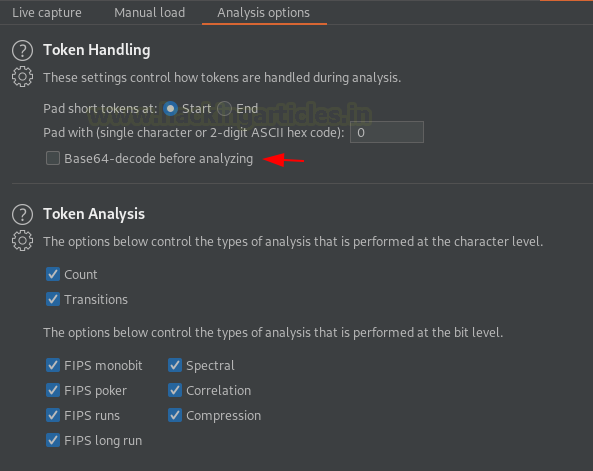 Live capture Manual load Analysis options
? Token Handling
These settings control how tokens are handled during analysis.
Pad short tokens at: Start End
www.hackingarticles.in
Pad with (single character or 2-digit ASCII hex code): 0
Base64-decode before analyzing
? Token Analysis
The options below control the types of analysis that is performed at the character level.
Count
Transitions
The options below control the types of analysis that is performed at the bit level.
FIPS monobit Spectral
FIPS poker Correlation
FIPS runs Compression
FIPS long run